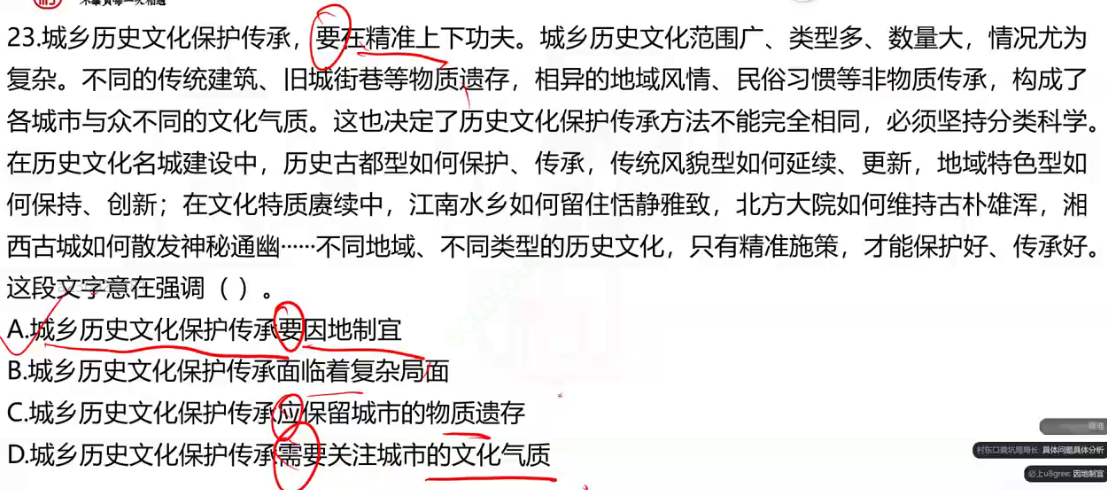 23.城乡历史文化保护传承，要在精准上下功夫。城乡历史文化范围广、类型多、数量大，情况尤为
复杂。不同的传统建筑、旧城街巷等物质遗存，相异的地域风情、民俗习惯等非物质传承，构成了
各城市与众不同的文化气质。这也决定了历史文化保护传承方法不能完全相同，必须坚持分类科学。
在历史文化名城建设中，历史古都型如何保护、传承，传统风貌型如何延续、更新，地域特色型如
何保持、创新；在文化特质赓续中，江南水乡如何留住恬静雅致，北方大院如何维持古朴雄浑，湘
西古城如何散发神秘通幽……不同地域、不同类型的历史文化，只有精准施策，才能保护好、传承好。
这段文字意在强调（ ）。
A.城乡历史文化保护传承要因地制宜
B.城乡历史文化保护传承面临着复杂局面
C.城乡历史文化保护传承应保留城市的物质遗存
D.城乡历史文化保护传承需要关注城市的文化气质
具体问题具体分析
因地制宜